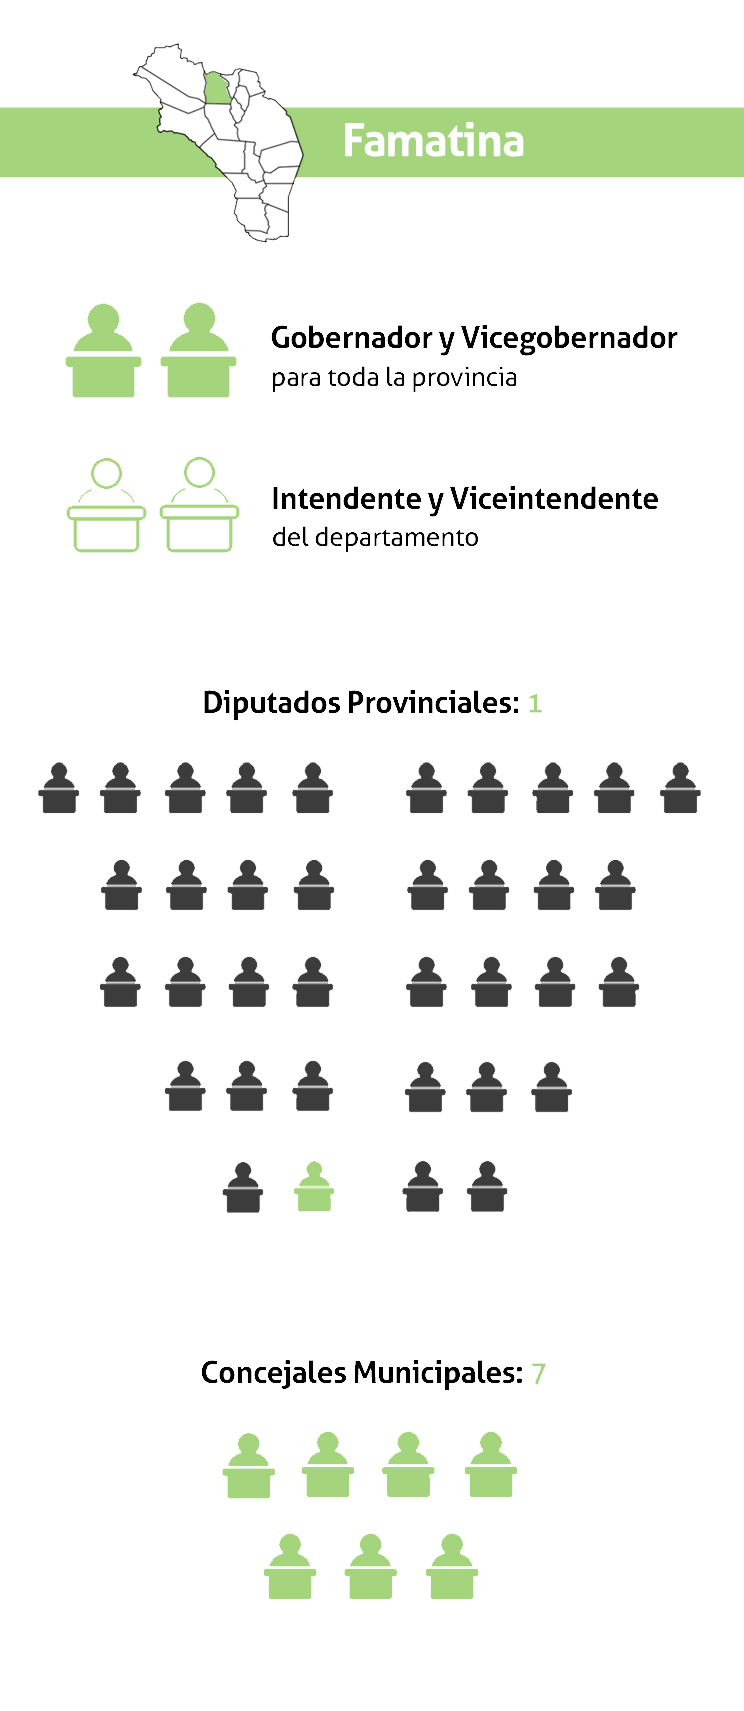 Famatina
Gobernador y Vicegobernador
para toda la provincia
Intendente y Viceintendente
del departamento
Diputados Provinciales: 1
Concejales Municipales: 7